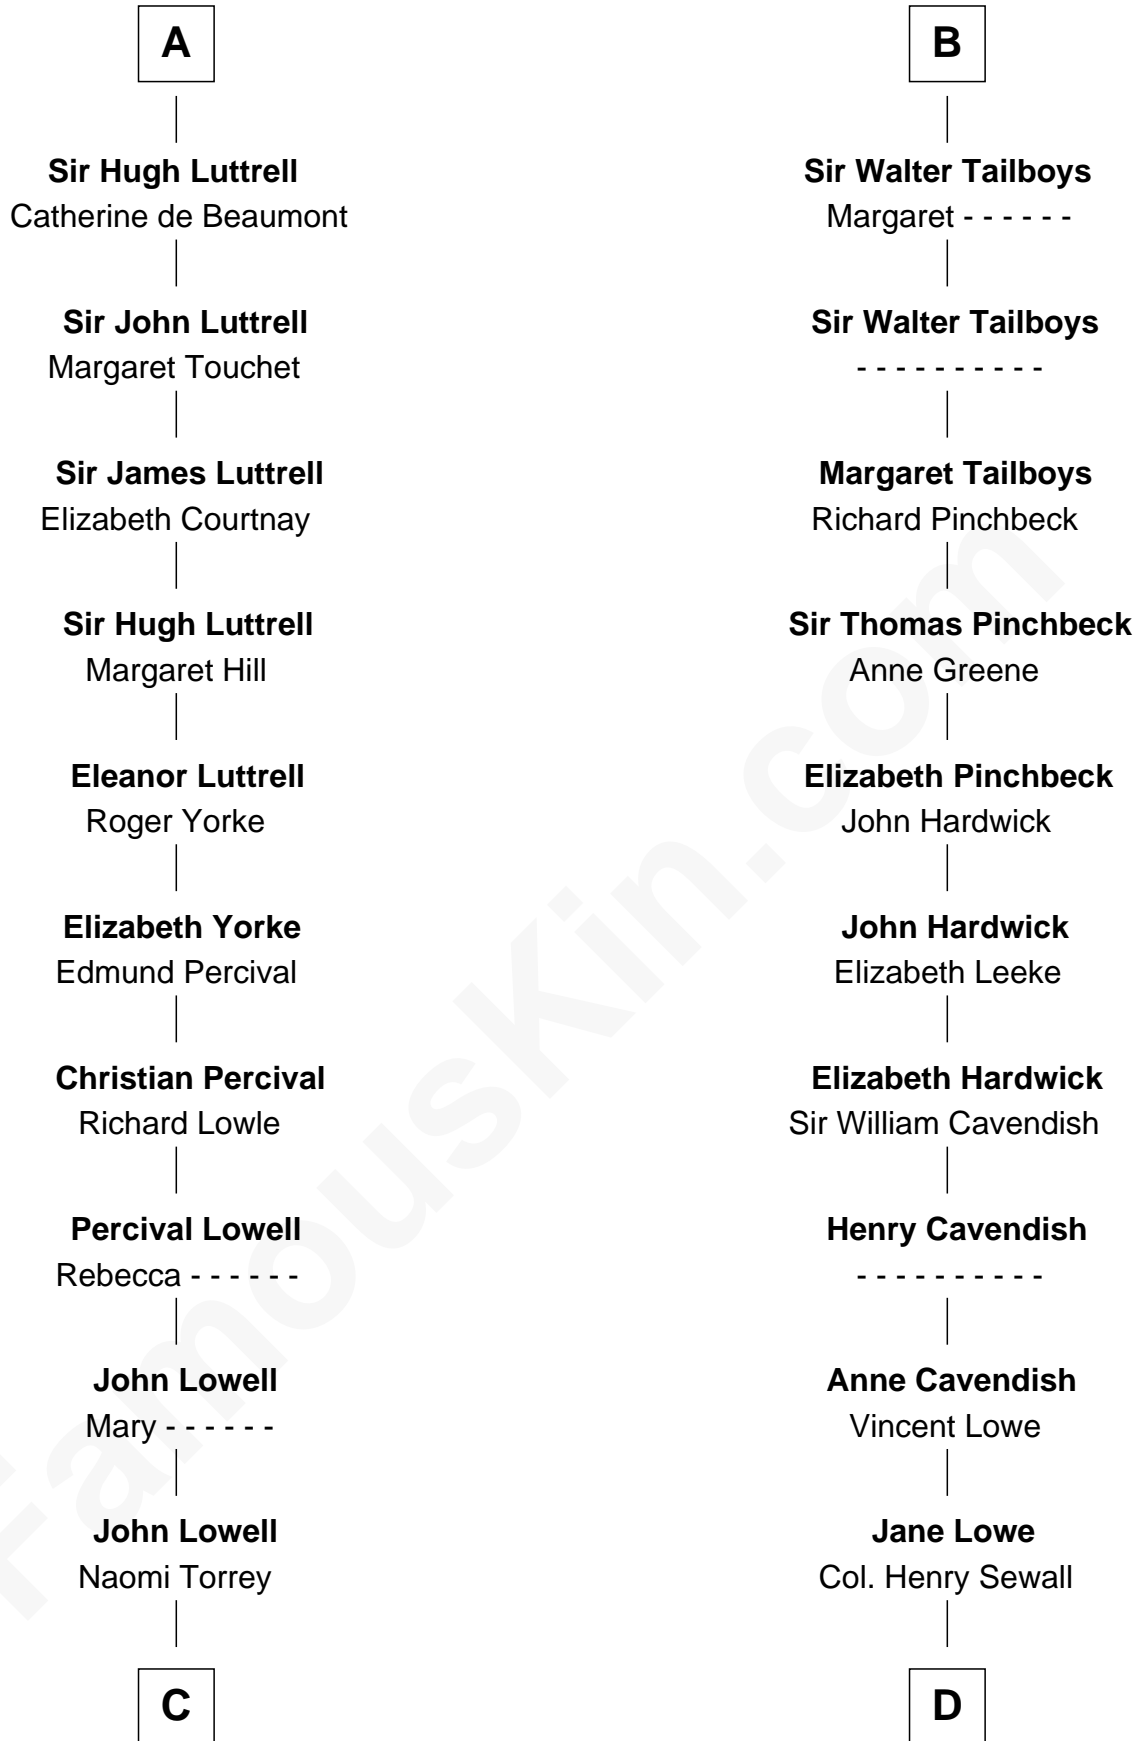 A
Sir Hugh Luttrell
Catherine de Beaumont
Sir John Luttrell
Margaret Touchet
Sir James Luttrell
Elizabeth Courtnay
Sir Hugh Luttrell
Margaret Hill
Eleanor Luttrell
Roger Yorke
Elizabeth Yorke
Edmund Percival
Christian Percival
Richard Lowle
Percival Lowell
Rebecca - - - - - -
John Lowell
Mary - - - - - -
John Lowell
Naomi Torrey
C
B
Sir Walter Tailboys
Margaret - - - - - -
Sir Walter Tailboys
- - - - - - - - - -
Margaret Tailboys
Richard Pinchbeck
Sir Thomas Pinchbeck
Anne Greene
Elizabeth Pinchbeck
John Hardwick
John Hardwick
Elizabeth Leeke
Elizabeth Hardwick
Sir William Cavendish
Henry Cavendish
- - - - - - - - - -
Anne Cavendish
Vincent Lowe
Jane Lowe
Col. Henry Sewall
D
FamousKin.com